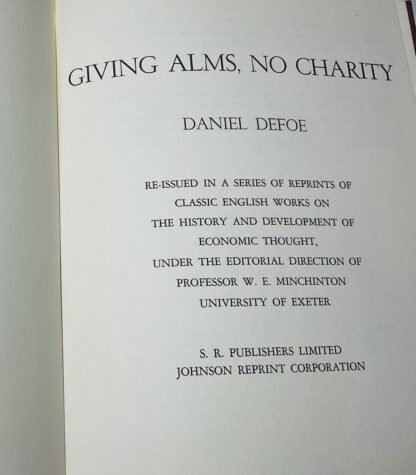 GIVING ALMS, NO CHARITY
DANIEL DEFOE
RE-ISSUED IN A SERIES OF REPRINTS OF
CLASSIC ENGLISH WORKS ON
THE HISTORY AND DEVELOPMENT OF
ECONOMIC THOUGHT,
UNDER THE EDITORIAL DIRECTION OF
PROFESSOR W. E. MINCHINTON
UNIVERSITY OF EXETER
S. R. PUBLISHERS LIMITED
JOHNSON REPRINT CORPORATION